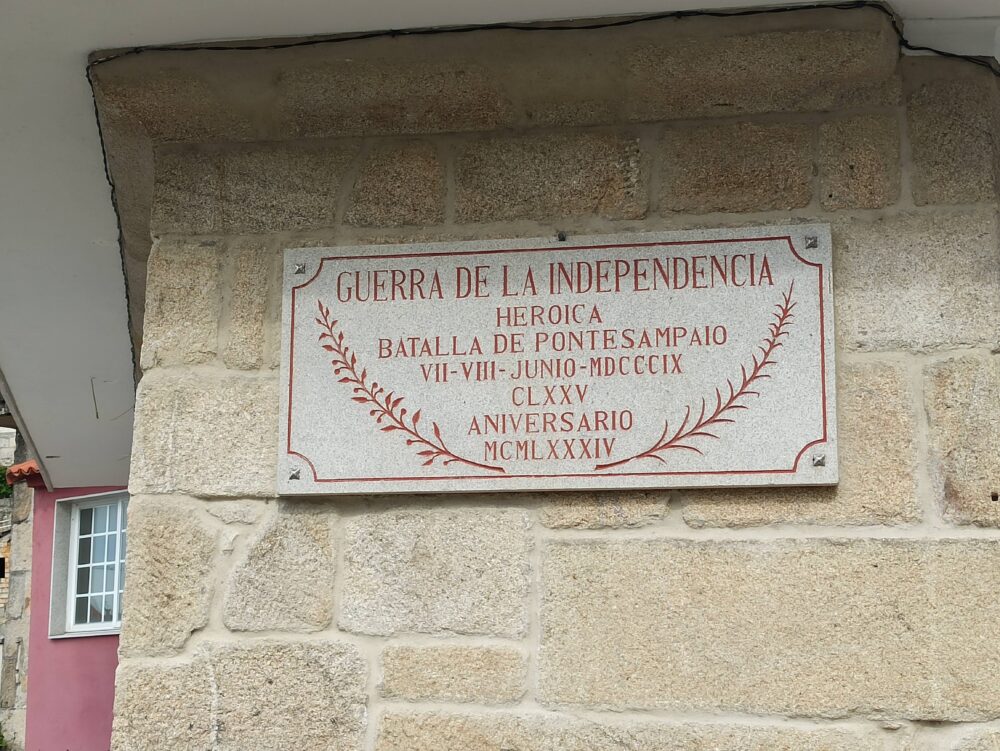 GUERRA DE LA INDEPENDENCIA
HEROICA
BATALLA DE PONTESAMPAIO
VII-VIII-JUNIO-MDCCCIX
CLXXV
ANIVERSARIO
MCMLXXXIV